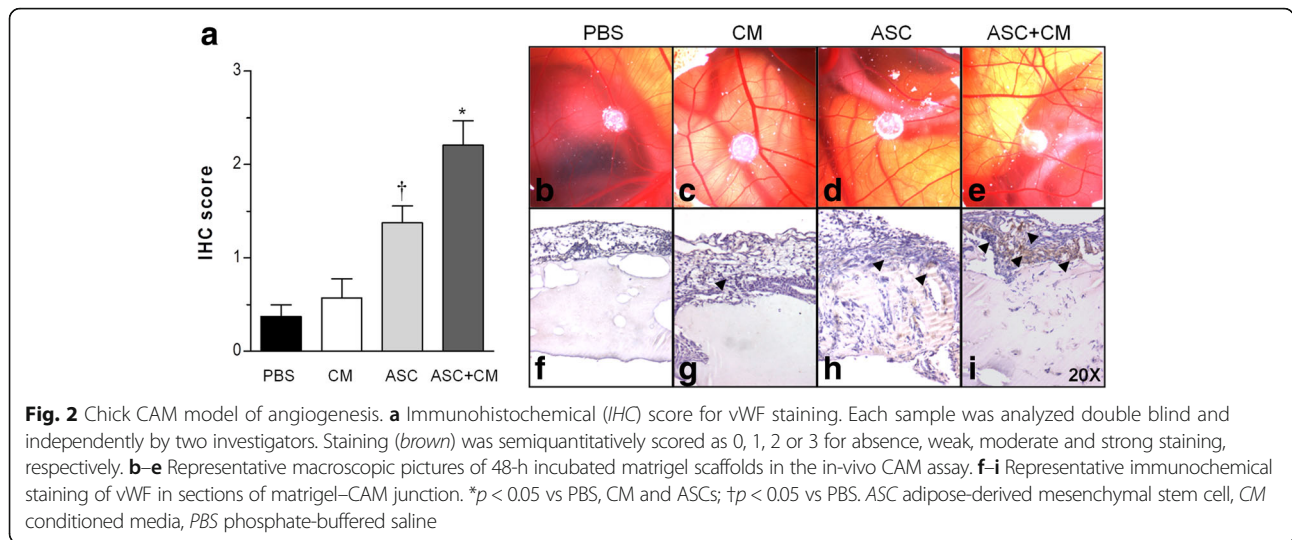 a
PBS CM ASC ASC+CM
3
2
1
0
IHC score
†
*
PBS CM ASC ASC+CM
b c d e
f g h i
20X
Fig. 2 Chick CAM model of angiogenesis. a Immunohistochemical (IHC) score for vWF staining. Each sample was analyzed double blind and
independently by two investigators. Staining (brown) was semiquantitatively scored as 0, 1, 2 or 3 for absence, weak, moderate and strong staining,
respectively. b–e Representative macroscopic pictures of 48-h incubated matrigel scaffolds in the in-vivo CAM assay. f–i Representative immunochemical
staining of vWF in sections of matrigel–CAM junction. *p < 0.05 vs PBS, CM and ASCs; †p < 0.05 vs PBS. ASC adipose-derived mesenchymal stem cell, CM
conditioned media, PBS phosphate-buffered saline